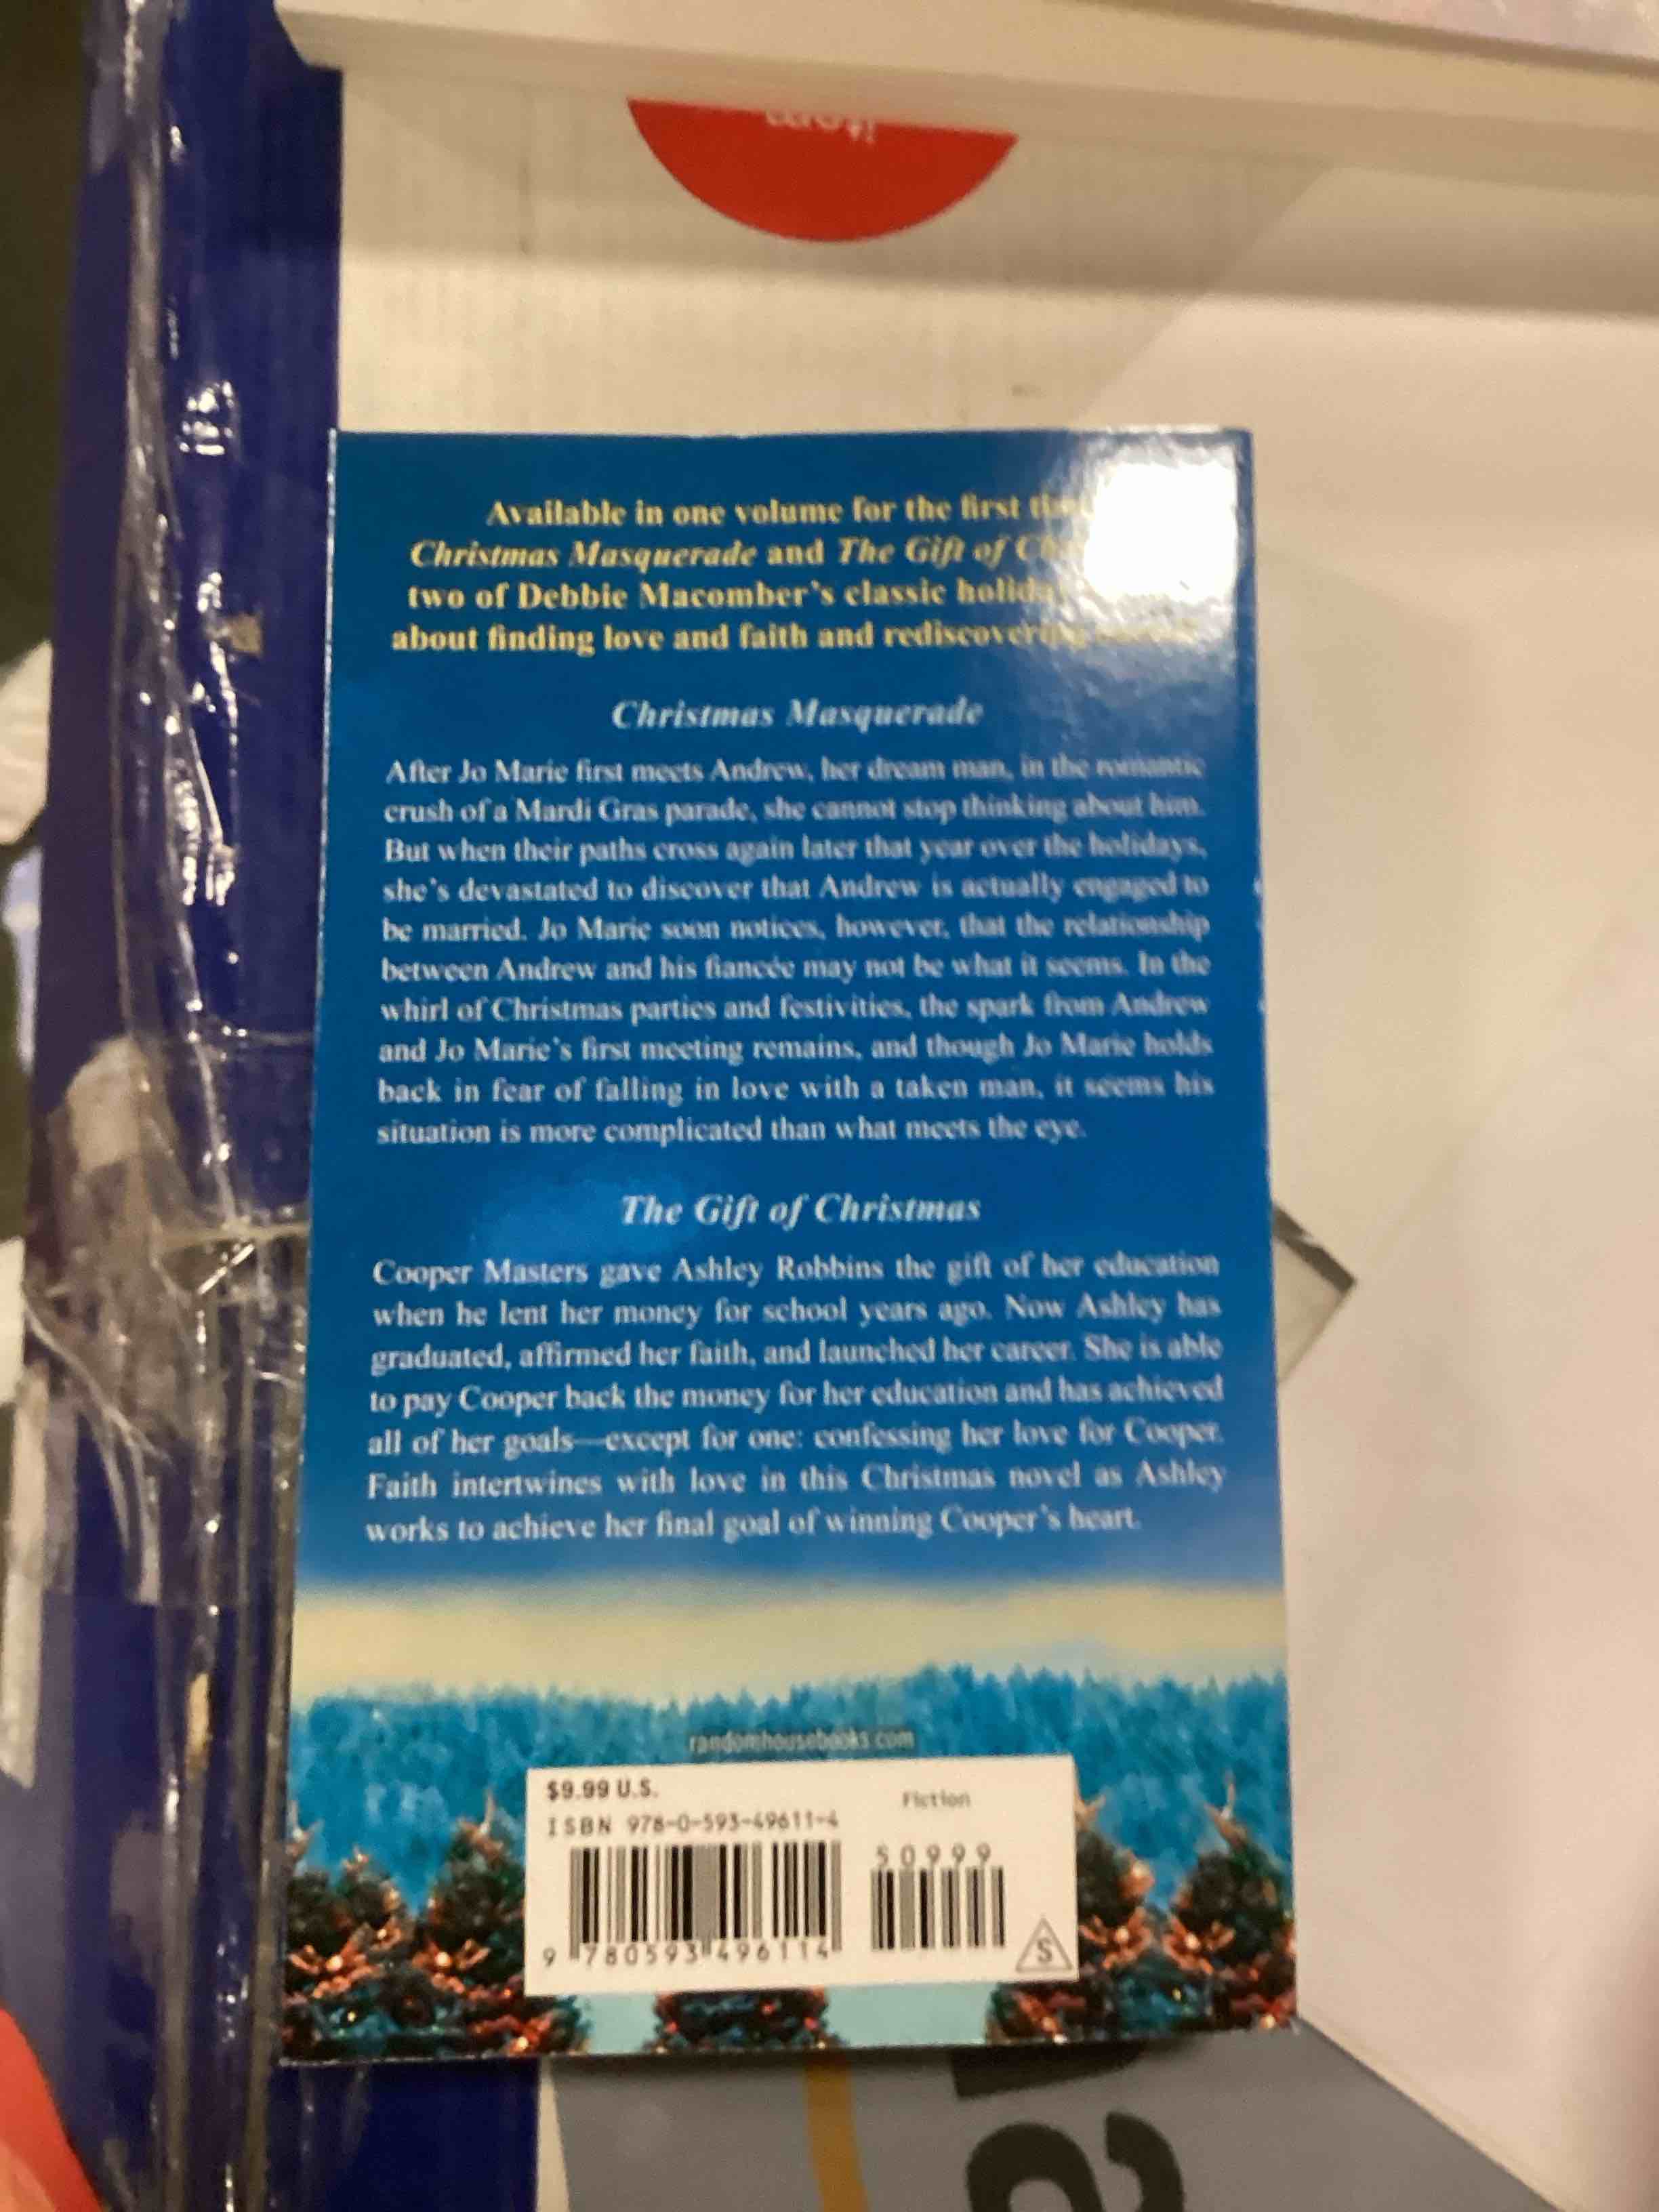 Available in one volume for the first
Christmas Masquerade and The Gift of
two of Debbie Macomber's classic
about finding love and faith and rediscovering
Christmas Masquerade
After Jo Marie first meets Andrew, her dream man, in the romantic
crush of a Mardi Gras parade, she cannot stop thinking about him.
But when their paths cross again later that year over the holidays,
she's devastated to discover that Andrew is actually engaged to
be married. Jo Marie soon notices, however, that the relationship
between Andrew and his fiancée may not be what it seems. In the
whirl of Christmas parties and festivities, the spark from Andrew
and Jo Marie's first meeting remains, and though Jo Marie holds
back in fear of falling in love with a taken man, it seems his
situation is more complicated than what meets the eye.
The Gift of Christmas
Cooper Masters gave Ashley Robbins the gift of her education
when he lent her money for school years ago. Now Ashley has
graduated, affirmed her faith, and launched her career. She is able
to pay Cooper back the money for her education and has achieved
all of her goals—except for one: confessing her love for Cooper.
Faith intertwines with love in this Christmas novel as Ashley
works to achieve her final goal of winning Cooper's heart.
randomhousebooks.com
$9.99 U.S.
Fiction
ISBN 978-0-593-49611-4
50999
9 780593 496114
S